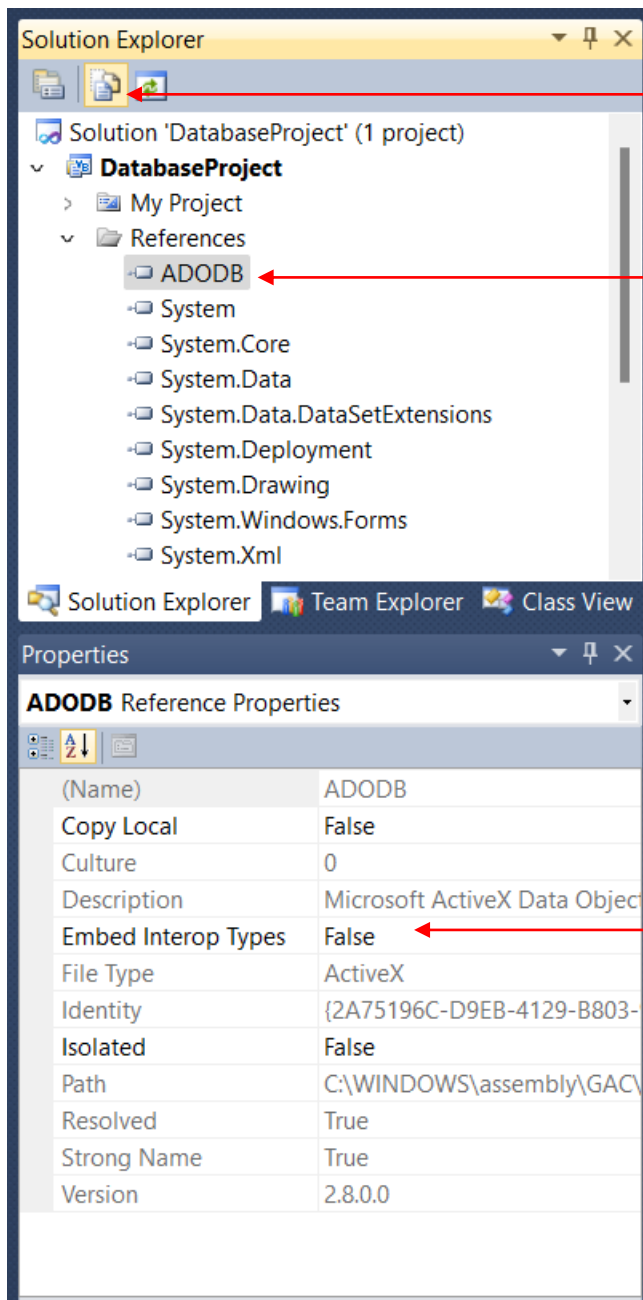 Solution Explorer
Solution 'DatabaseProject' (1 project)
DatabaseProject
My Project
References
ADODB
System
System.Core
System.Data
System.Data.DataSetExtensions
System.Deployment
System.Drawing
System.Windows.Forms
System.Xml
Solution Explorer Team Explorer Class View
Properties
ADODB Reference Properties
(Name) ADODB
Copy Local False
Culture 0
Description Microsoft ActiveX Data Objec
Embed Interop Types False
File Type ActiveX
Identity {2A75196C-D9EB-4129-B803-
Isolated False
Path C:\WINDOWS\assembly\GAC\
Resolved True
Strong Name True
Version 2.8.0.0